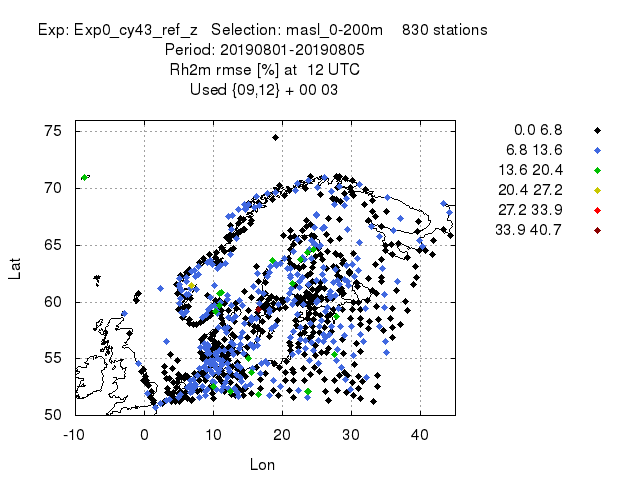 Exp: Exp0_cy43_ref_z   Selection: masl_0-200m    830 stations
Period: 20190801-20190805
Rh2m rmse [%] at  12 UTC
Used {09,12} + 00 03
0.0 6.8
6.8 13.6
13.6 20.4
20.4 27.2
27.2 33.9
33.9 40.7
75
70
65
60
55
50
Lat
-10 0 10 20 30 40
Lon